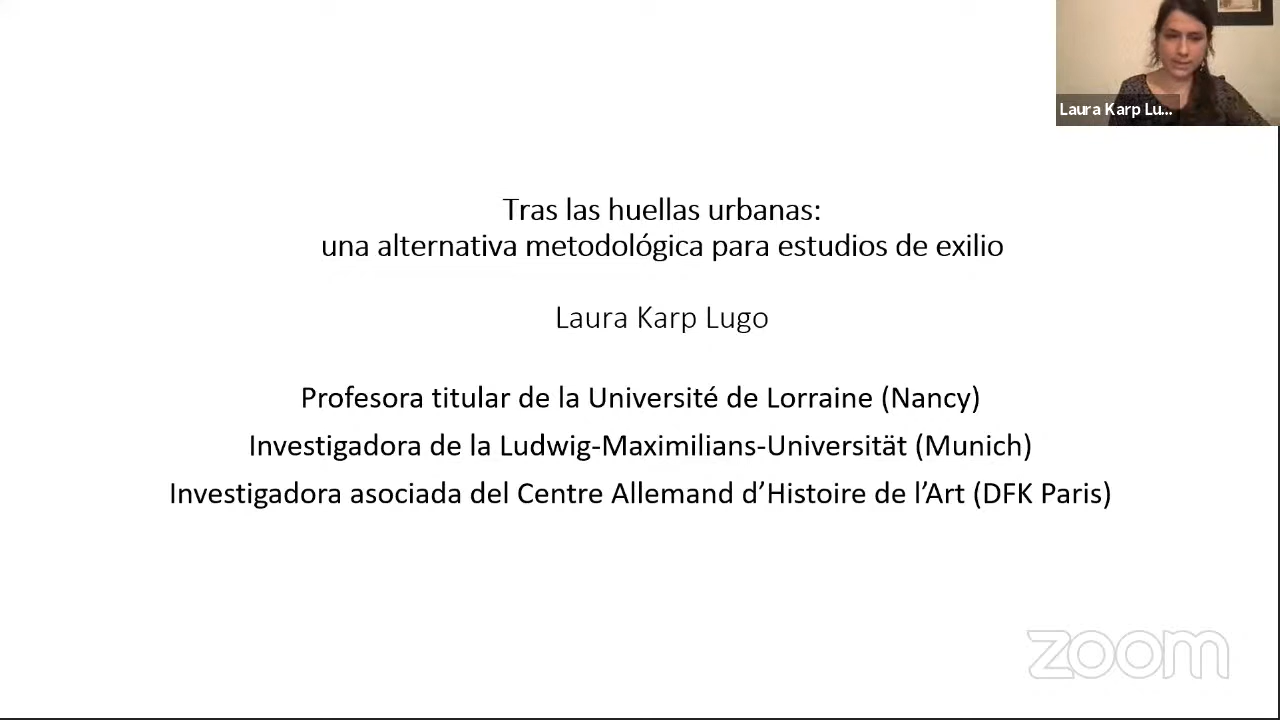 Laura Karp Lu...
Tras las huellas urbanas:
una alternativa metodológica para estudios de exilio
Laura Karp Lugo
Profesora titular de la Université de Lorraine (Nancy)
Investigadora de la Ludwig-Maximilians-Universität (Munich)
Investigadora asociada del Centre Allemand d’Histoire de l’Art (DFK Paris)
zoom